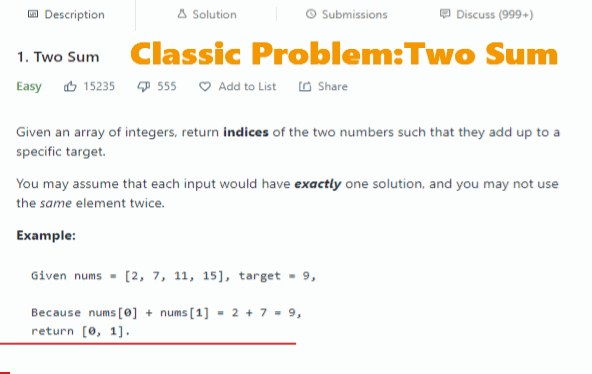 Description Solution Submissions Discuss (999+)
1. Two Sum Classic Problem:Two Sum
Easy 15235 555 Add to List Share
Given an array of integers, return indices of the two numbers such that they add up to a
specific target.
You may assume that each input would have exactly one solution, and you may not use
the same element twice.
Example:
Given nums = [2, 7, 11, 15], target = 9,
Because nums[0] + nums[1] = 2 + 7 = 9,
return [0, 1].